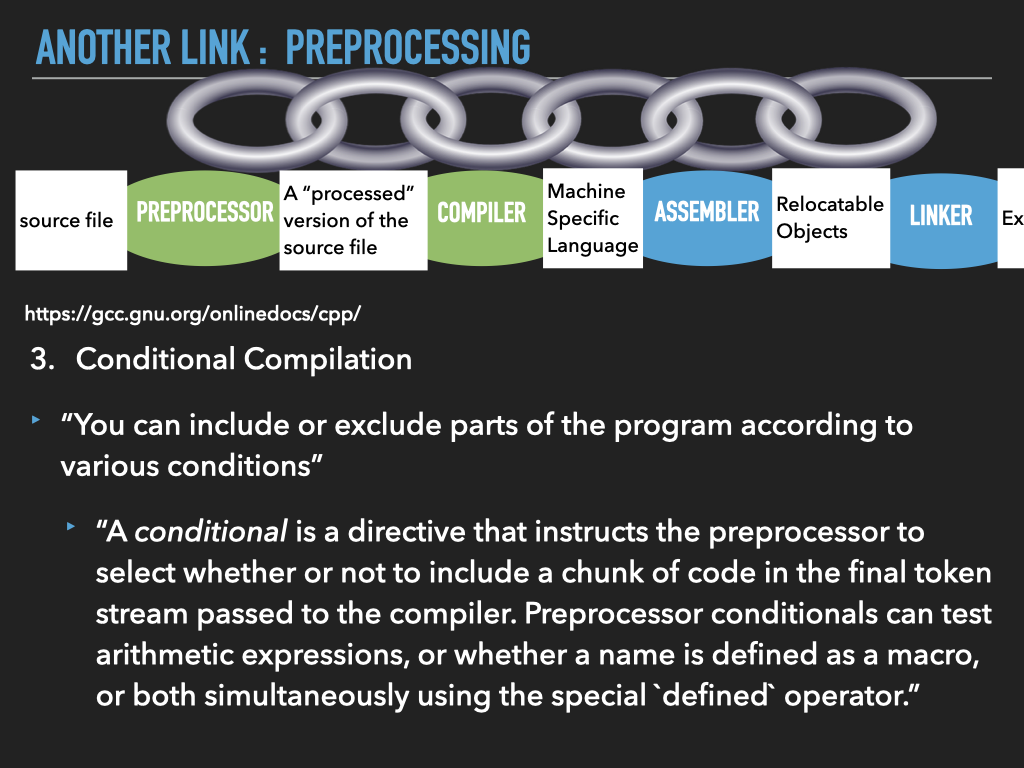 ANOTHER LINK : PREPROCESSING
source file
PREPROCESSOR
A “processed”
version of the
source file
COMPILER
Machine
Specific
Language
ASSEMBLER
Relocatable
Objects
LINKER
Ex
https://gcc.gnu.org/onlinedocs/cpp/
3. Conditional Compilation
‣ “You can include or exclude parts of the program according to
various conditions”
‣ “A conditional is a directive that instructs the preprocessor to
select whether or not to include a chunk of code in the final token
stream passed to the compiler. Preprocessor conditionals can test
arithmetic expressions, or whether a name is defined as a macro,
or both simultaneously using the special `defined` operator.”